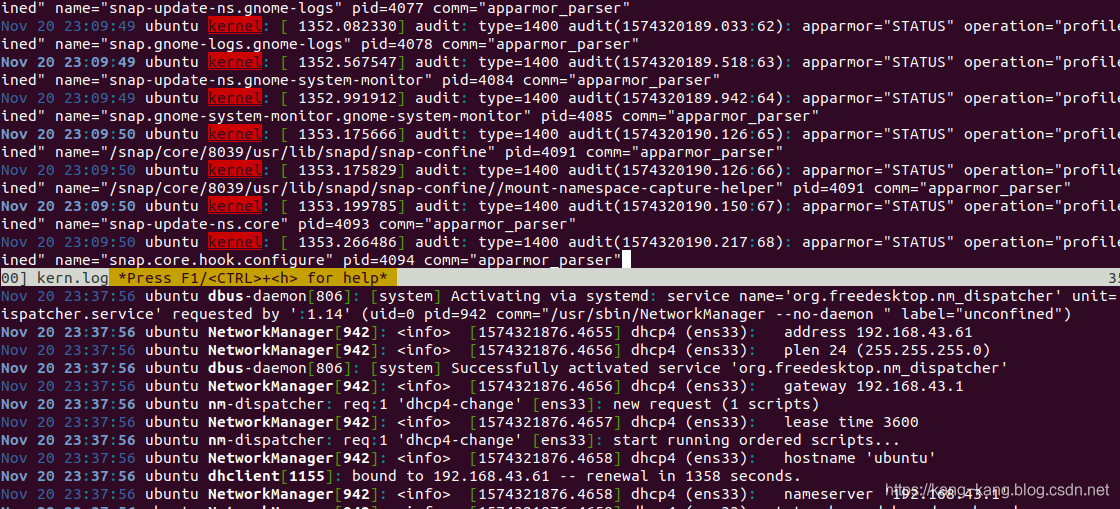 ined" name="snap-update-ns.gnome-logs" pid=4077 comm="apparmor_parser"
Nov 20 23:09:49 ubuntu kernel: [ 1352.082330] audit: type=1400 audit(1574320189.033:62): apparmor="STATUS" operation="profile
ined" name="snap.gnome-logs.gnome-logs" pid=4078 comm="apparmor_parser"
Nov 20 23:09:49 ubuntu kernel: [ 1352.567547] audit: type=1400 audit(1574320189.518:63): apparmor="STATUS" operation="profile
ined" name="snap-update-ns.gnome-system-monitor" pid=4084 comm="apparmor_parser"
Nov 20 23:09:49 ubuntu kernel: [ 1352.991912] audit: type=1400 audit(1574320189.942:64): apparmor="STATUS" operation="profile
ined" name="snap.gnome-system-monitor.gnome-system-monitor" pid=4085 comm="apparmor_parser"
Nov 20 23:09:50 ubuntu kernel: [ 1353.175666] audit: type=1400 audit(1574320190.126:65): apparmor="STATUS" operation="profile
ined" name="/snap/core/8039/usr/lib/snapd/snap-confine" pid=4091 comm="apparmor_parser"
Nov 20 23:09:50 ubuntu kernel: [ 1353.175829] audit: type=1400 audit(1574320190.126:66): apparmor="STATUS" operation="profile
ined" name="/snap/core/8039/usr/lib/snapd/snap-confine//mount-namespace-capture-helper" pid=4091 comm="apparmor_parser"
Nov 20 23:09:50 ubuntu kernel: [ 1353.199785] audit: type=1400 audit(1574320190.150:67): apparmor="STATUS" operation="profile
ined" name="snap-update-ns.core" pid=4093 comm="apparmor_parser"
Nov 20 23:09:50 ubuntu kernel: [ 1353.266486] audit: type=1400 audit(1574320190.217:68): apparmor="STATUS" operation="profile
ined" name="snap.core.hook.configure" pid=4094 comm="apparmor_parser"
00] kern.log *Press F1/<CTRL>+<h> for help* 35
Nov 20 23:37:56 ubuntu dbus-daemon[806]: [system] Activating via systemd: service name='org.freedesktop.nm_dispatcher' unit=
ispatcher.service' requested by ':1.14' (uid=0 pid=942 comm="/usr/sbin/NetworkManager --no-daemon " label="unconfined")
Nov 20 23:37:56 ubuntu NetworkManager[942]: <info>  [1574321876.4655] dhcp4 (ens33):   address 192.168.43.61
Nov 20 23:37:56 ubuntu NetworkManager[942]: <info>  [1574321876.4656] dhcp4 (ens33):   plen 24 (255.255.255.0)
Nov 20 23:37:56 ubuntu dbus-daemon[806]: [system] Successfully activated service 'org.freedesktop.nm_dispatcher'
Nov 20 23:37:56 ubuntu NetworkManager[942]: <info>  [1574321876.4656] dhcp4 (ens33):   gateway 192.168.43.1
Nov 20 23:37:56 ubuntu nm-dispatcher: req:1 'dhcp4-change' [ens33]: new request (1 scripts)
Nov 20 23:37:56 ubuntu NetworkManager[942]: <info>  [1574321876.4657] dhcp4 (ens33):   lease time 3600
Nov 20 23:37:56 ubuntu nm-dispatcher: req:1 'dhcp4-change' [ens33]: start running ordered scripts...
Nov 20 23:37:56 ubuntu NetworkManager[942]: <info>  [1574321876.4658] dhcp4 (ens33):   hostname 'ubuntu'
Nov 20 23:37:56 ubuntu dhclient[1155]: bound to 192.168.43.61 -- renewal in 1358 seconds.
Nov 20 23:37:56 ubuntu NetworkManager[942]: <info>  [1574321876.4658] dhcp4 (ens33):   nameserver '192.168.43.1'
https://kang-kang.blog.csdn.net